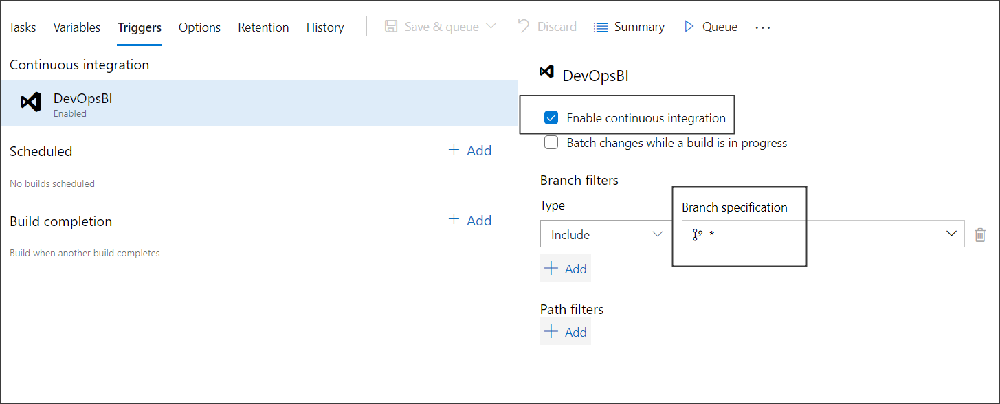 Tasks Variables Triggers Options Retention History Save & queue Discard Summary Queue ...
Continuous integration
DevOpsBI
Enabled
Scheduled + Add
No builds scheduled
Build completion + Add
Build when another build completes
DevOpsBI
Enable continuous integration
Batch changes while a build is in progress
Branch filters
Type Branch specification
Include *
+ Add
Path filters
+ Add